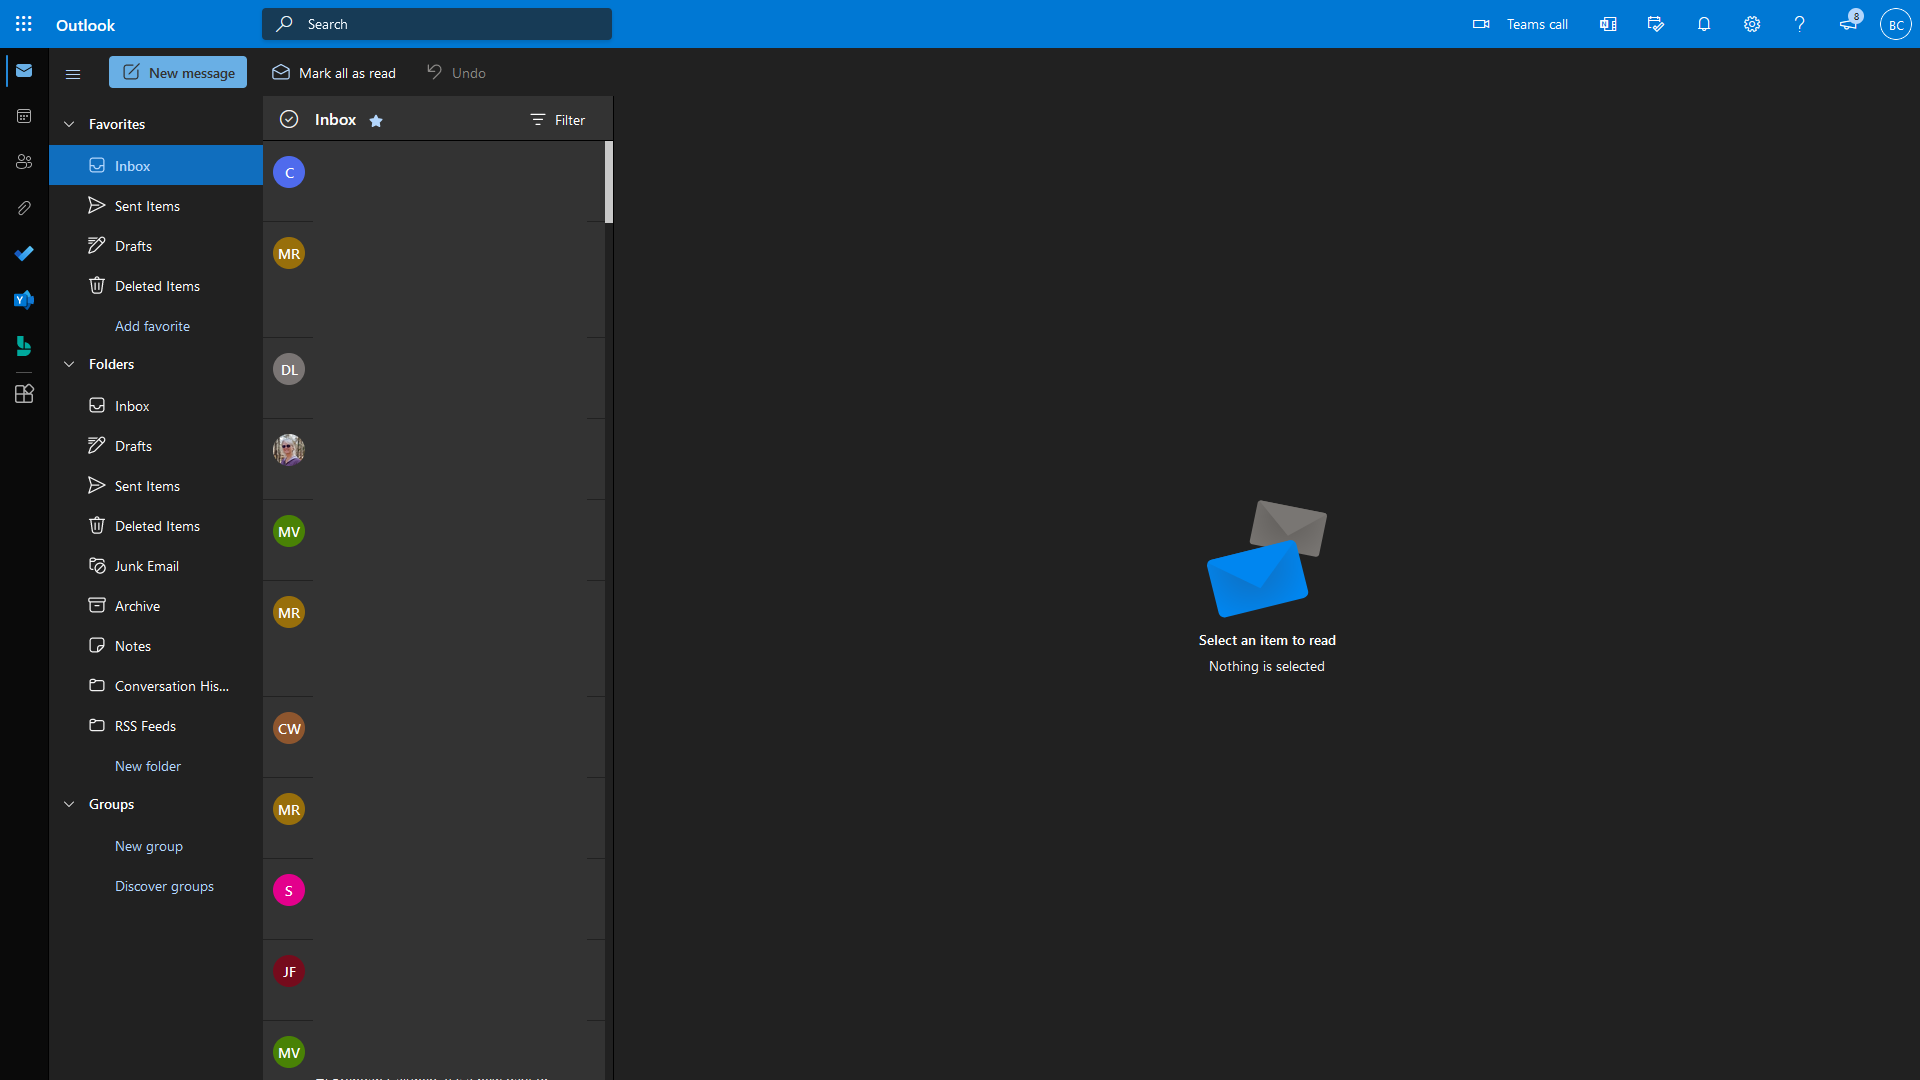 Outlook
Search
Teams call
8
BC
New message
Mark all as read
Undo
Favorites
Inbox
Sent Items
Drafts
Deleted Items
Add favorite
Folders
Inbox
Drafts
Sent Items
Deleted Items
Junk Email
Archive
Notes
Conversation His...
RSS Feeds
New folder
Groups
New group
Discover groups
Inbox
Filter
C
MR
DL
MV
MR
CW
MR
S
JF
MV
Select an item to read
Nothing is selected